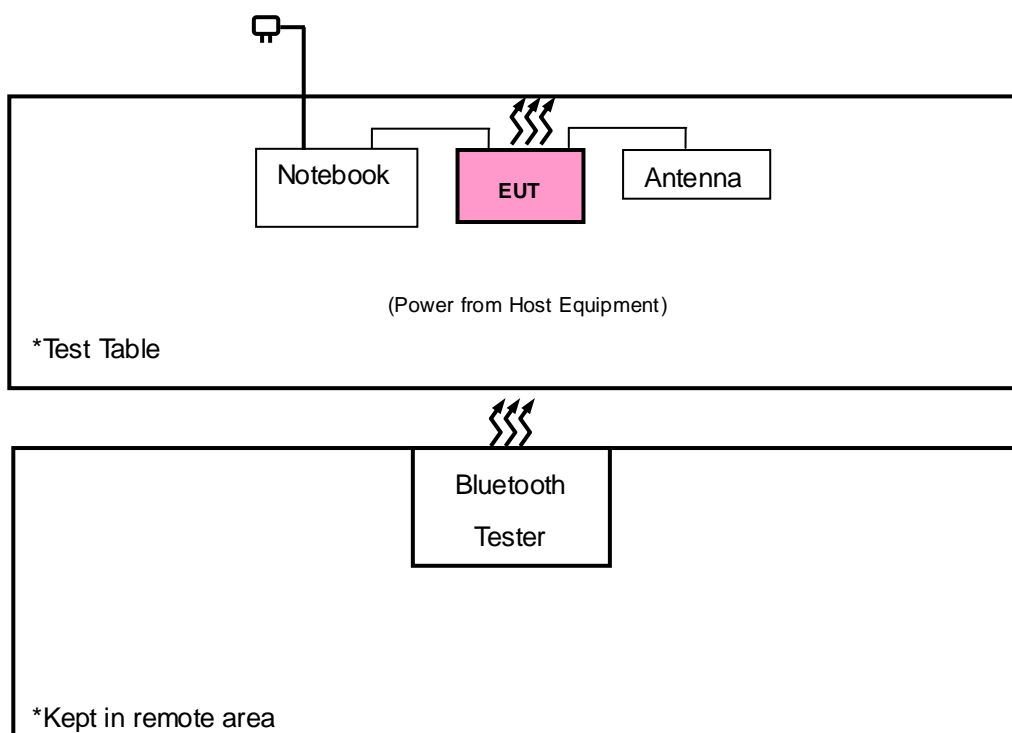 Notebook
EUT
Antenna
(Power from Host Equipment)
*Test Table
Bluetooth
Tester
*Kept in remote area